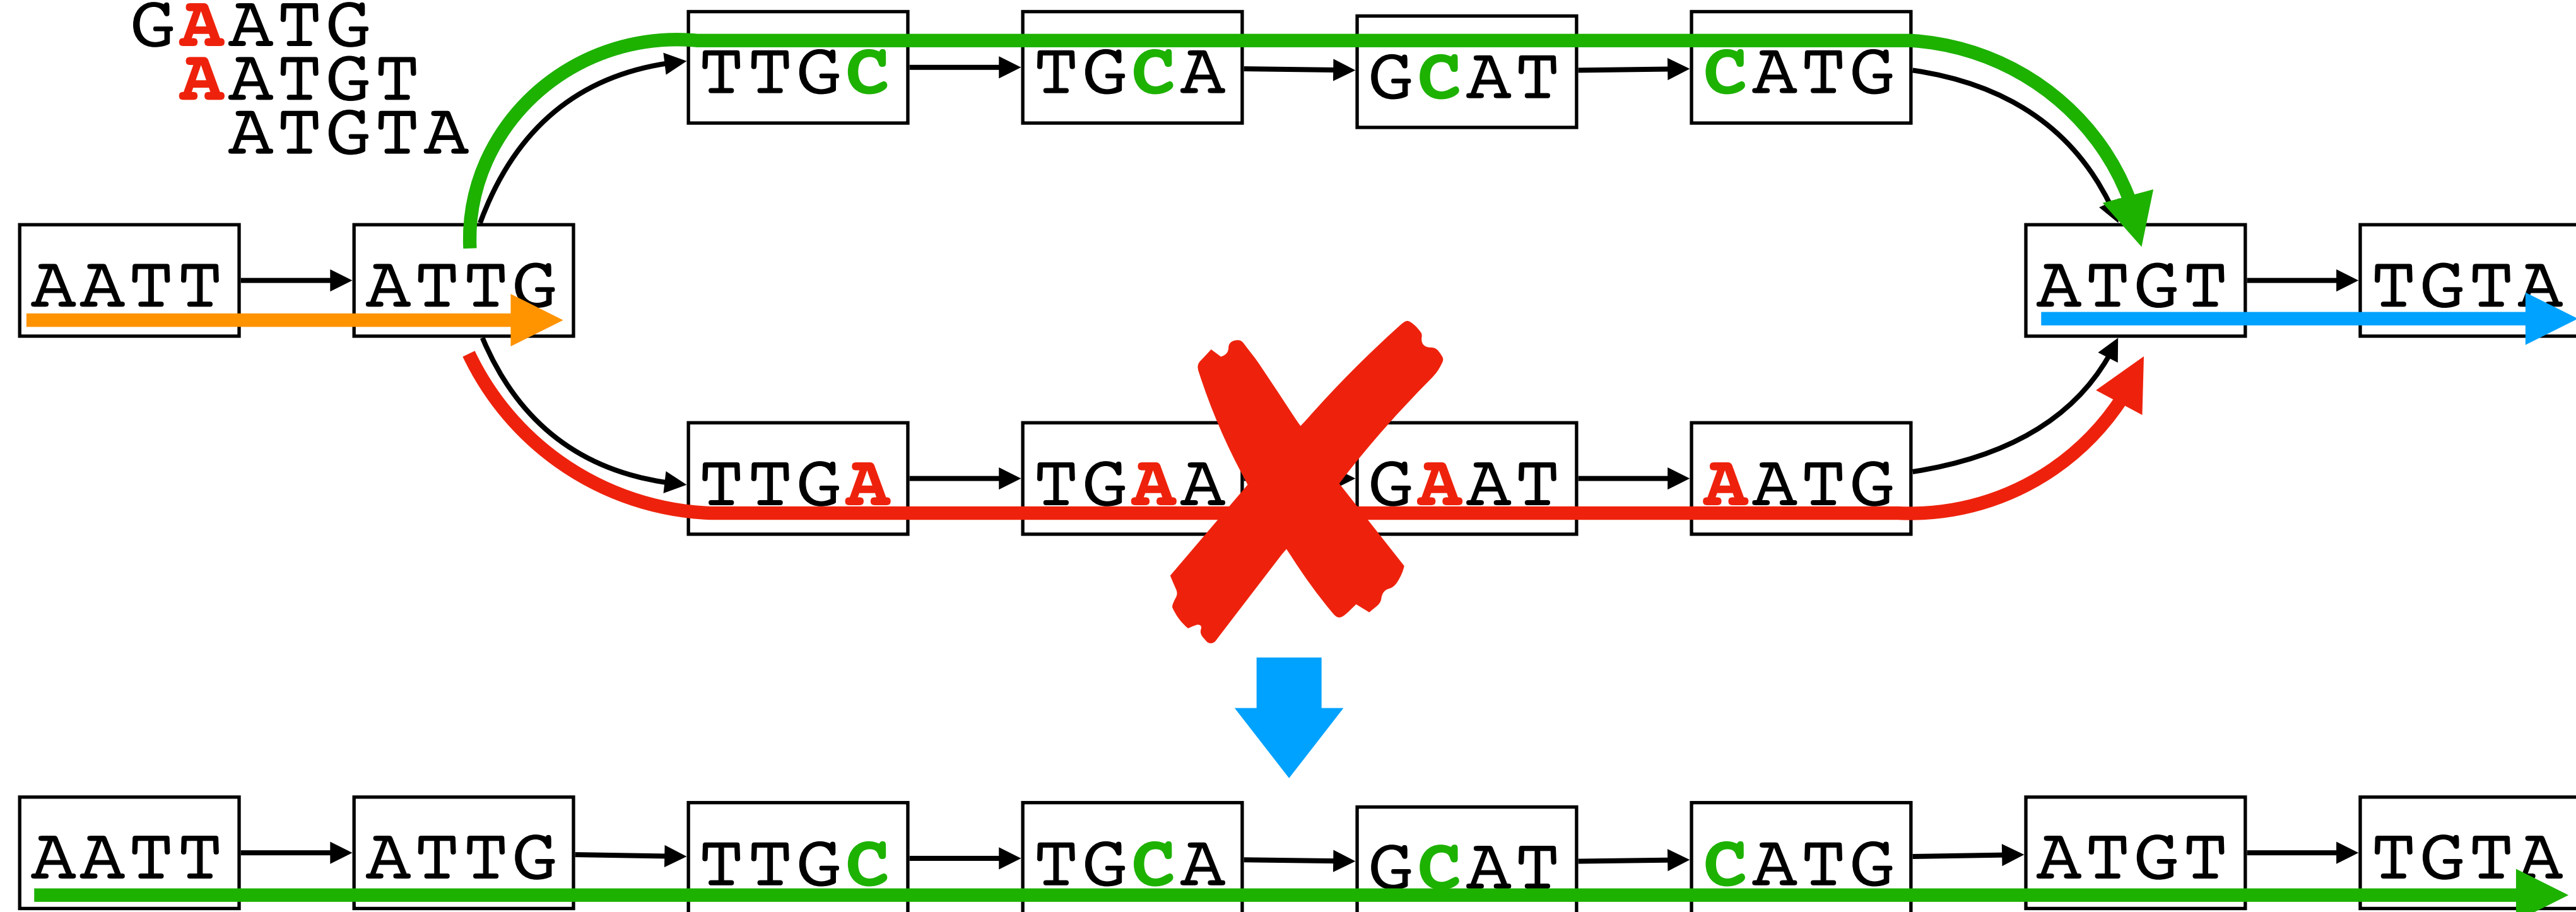 GAATG
AATGT
ATGTA
TTGC TGCA GCAT CATG
AATT ATTG ATGT TGTA
TTGA TGAA GAAT AATG
AATT ATTG TTGC TGCA GCAT CATG ATGT TGTA